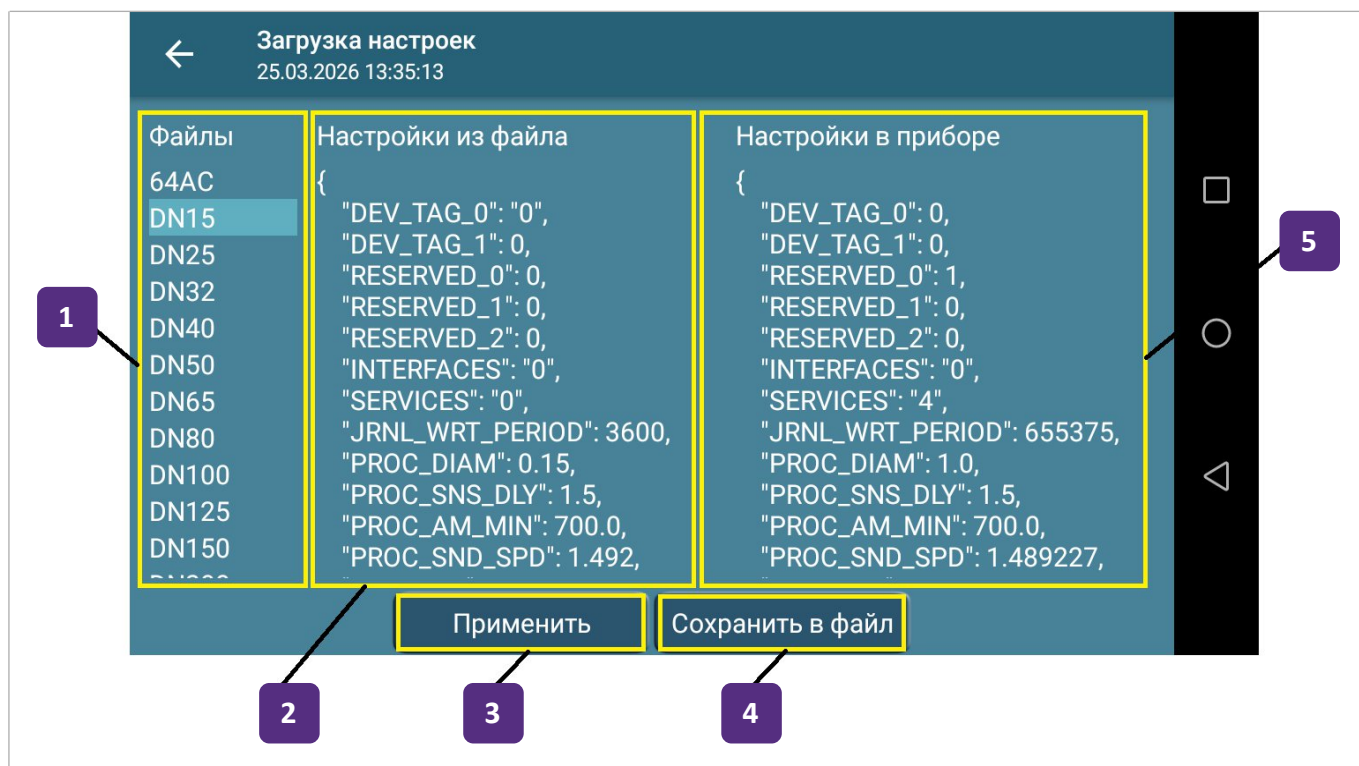 Загрузка настроек
25.03.2026 13:35:13
Файлы
64AC
DN15
DN25
DN32
DN40
DN50
DN65
DN80
DN100
DN125
DN150
Настройки из файла
{
"DEV_TAG_0": "0",
"DEV_TAG_1": 0,
"RESERVED_0": 0,
"RESERVED_1": 0,
"RESERVED_2": 0,
"INTERFACES": "0",
"SERVICES": "0",
"JRNL_WRT_PERIOD": 3600,
"PROC_DIAM": 0.15,
"PROC_SNS_DLY": 1.5,
"PROC_AM_MIN": 700.0,
"PROC_SND_SPD": 1.492,
Настройки в приборе
{
"DEV_TAG_0": 0,
"DEV_TAG_1": 0,
"RESERVED_0": 1,
"RESERVED_1": 0,
"RESERVED_2": 0,
"INTERFACES": "0",
"SERVICES": "4",
"JRNL_WRT_PERIOD": 655375,
"PROC_DIAM": 1.0,
"PROC_SNS_DLY": 1.5,
"PROC_AM_MIN": 700.0,
"PROC_SND_SPD": 1.489227,
Применить
Сохранить в файл
1
2
3
4
5